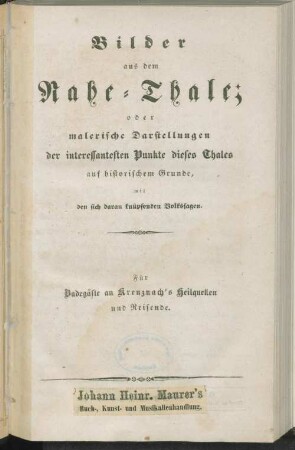 Bilder
aus dem
Nahe-Thale;
oder
malerische Darstellungen
der interessantesten Punkte dieses Thales
auf historischem Grunde,
mit
den sich daran knüpfenden Volkssagen.
Für
Badegäste an Kreuznach's Heilquellen
und Reisende.
Johann Heinr. Maurer's
Buch-, Kunst- und Musikalienhandlung.